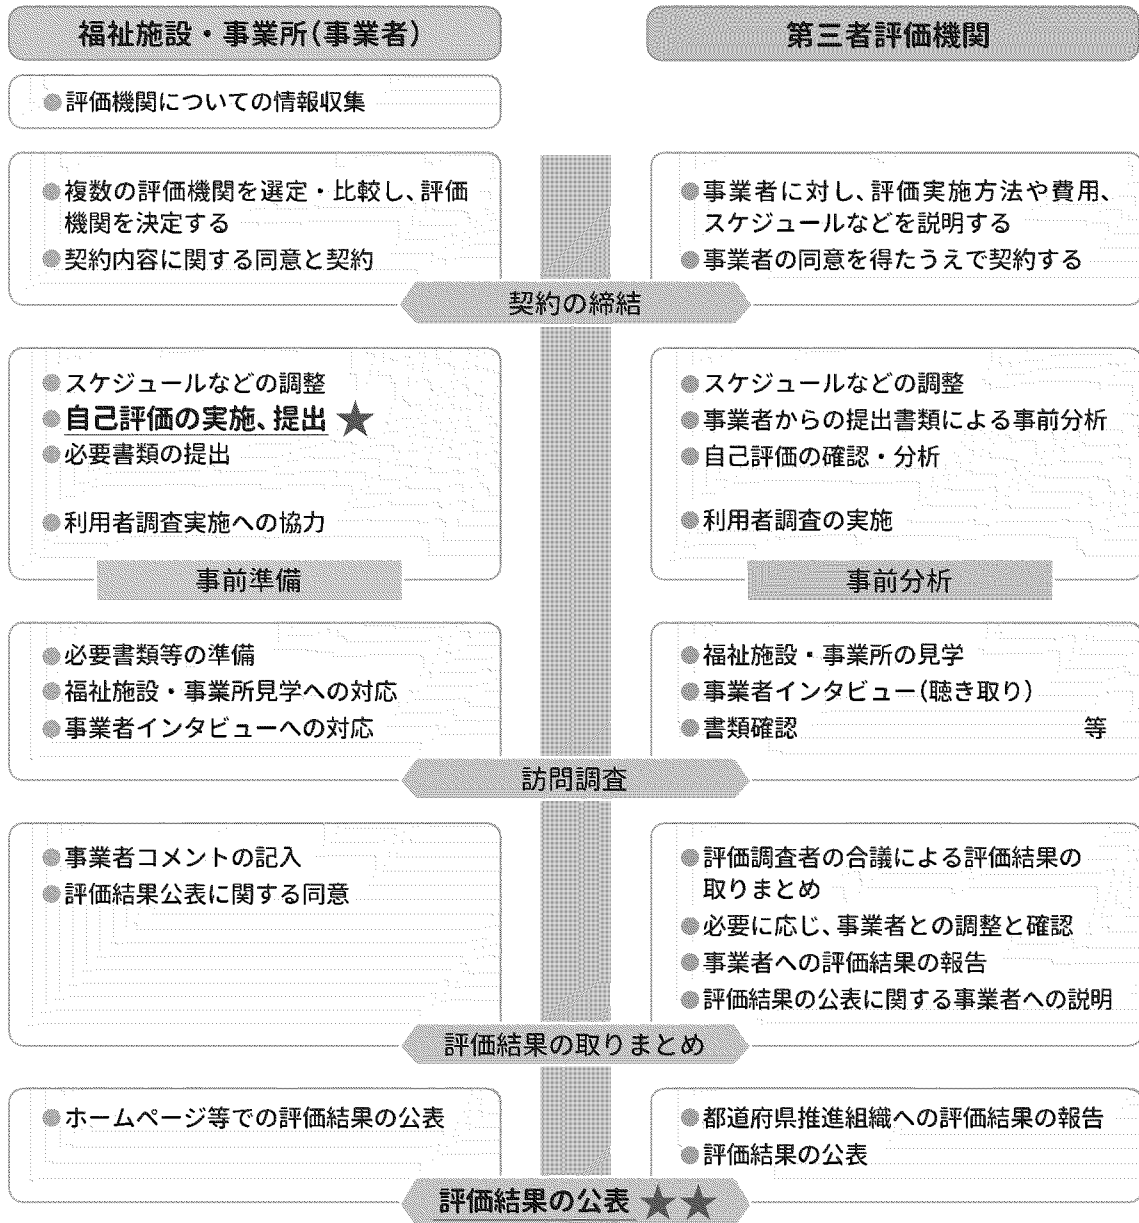 福祉施設・事業所（事業者）
第三者評価機関
●評価機関についての情報収集
●複数の評価機関を選定・比較し、評価
機関を決定する
●契約内容に関する同意と契約
●事業者に対し、評価実施方法や費用、
スケジュールなどを説明する
●事業者の同意を得たうえで契約する
契約の締結
●スケジュールなどの調整
●自己評価の実施、提出 ★
●必要書類の提出
●利用者調査実施への協力
事前準備
●スケジュールなどの調整
●事業者からの提出書類による事前分析
●自己評価の確認・分析
●利用者調査の実施
事前分析
●必要書類等の準備
●福祉施設・事業所見学への対応
●事業者インタビューへの対応
●福祉施設・事業所の見学
●事業者インタビュー（聴き取り）
●書類確認 等
訪問調査
●事業者コメントの記入
●評価結果公表に関する同意
●評価調査者の合議による評価結果の
取りまとめ
●必要に応じ、事業者との調整と確認
●事業者への評価結果の報告
●評価結果の公表に関する事業者への説明
評価結果の取りまとめ
●ホームページ等での評価結果の公表
●都道府県推進組織への評価結果の報告
●評価結果の公表
評価結果の公表 ★★